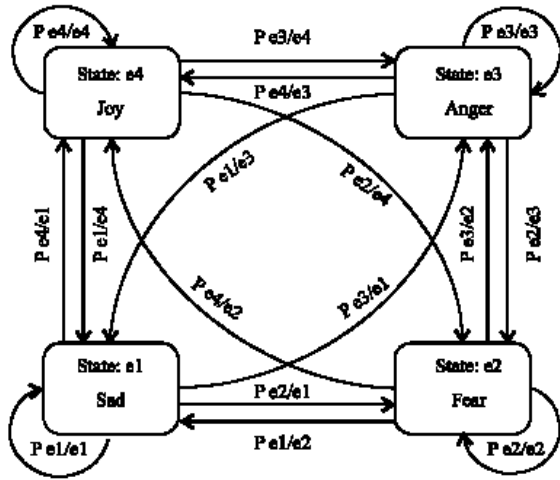 P e4/e4
P e3/e4
P e3/e3
State: e4
Joy
P e4/e3
State: e3
Anger
P e1/e3
P e2/e4
P e4/e1
P e1/e4
P e3/e2
P e2/e3
P e4/e2
P e3/e1
State: e1
Sad
P e2/e1
State: e2
Fear
P e1/e1
P e1/e2
P e2/e2